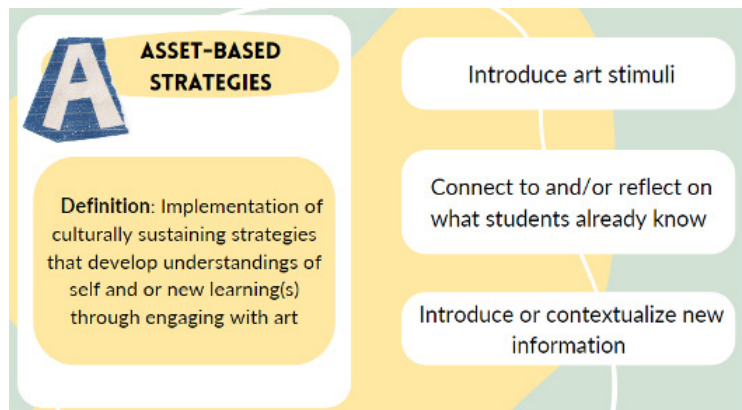 A
ASSET-BASED
STRATEGIES
Definition: Implementation of
culturally sustaining strategies
that develop understandings of
self and or new learning(s)
through engaging with art
Introduce art stimuli
Connect to and/or reflect on
what students already know
Introduce or contextualize new
information